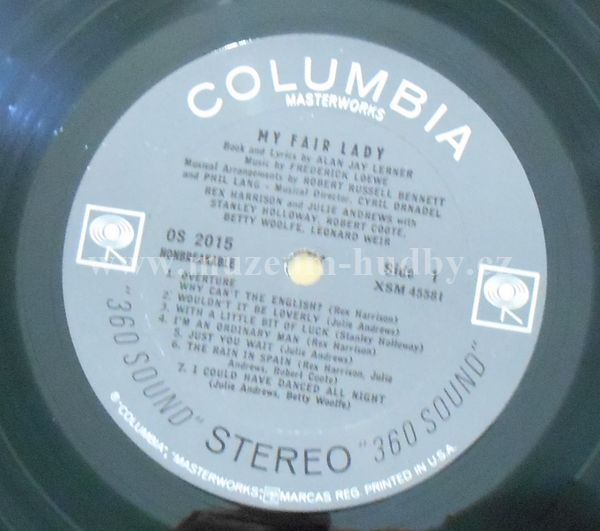 COLUMBIA
MASTERWORKS
MY FAIR LADY
Book and Lyrics by ALAN JAY LERNER
Music by FREDERICK LOEWE
Musical Arrangements by ROBERT RUSSELL BENNETT
and PHIL LANG - Musical Director, CYRIL ORNADEL
REX HARRISON and JULIE ANDREWS with
STANLEY HOLLOWAY, ROBERT COOTE,
BETTY WOOLFE, LEONARD WEIR
OS 2015
NONBREAKABLE
Side 1
XSM 45581
www.muzeum-hudby.cz
OVERTURE
WHY CAN'T THE ENGLISH? (Rex Harrison)
2. WOULDN'T IT BE LOVERLY (Julie Andrews)
3. WITH A LITTLE BIT OF LUCK (Stanley Holloway)
4. I'M AN ORDINARY MAN (Rex Harrison)
5. JUST YOU WAIT (Julie Andrews)
6. THE RAIN IN SPAIN (Rex Harrison, Julie
Andrews, Robert Coote)
7. I COULD HAVE DANCED ALL NIGHT
(Julie Andrews, Betty Woolfe)
"360 SOUND" STEREO "360 SOUND"
® "COLUMBIA", "MASTERWORKS", MARCAS REG. PRINTED IN U.S.A.